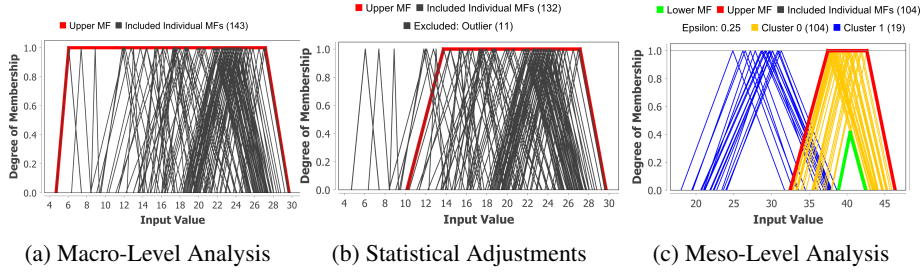 Upper MF Included Individual MFs (143)
Degree of Membership
1.0
0.8
0.6
0.4
0.2
0.0
4 6 8 10 12 14 16 18 20 22 24 26 28 30
Input Value
(a) Macro-Level Analysis
Upper MF Included Individual MFs (132)
Excluded: Outlier (11)
Degree of Membership
1.0
0.8
0.6
0.4
0.2
0.0
4 6 8 10 12 14 16 18 20 22 24 26 28 30
Input Value
(b) Statistical Adjustments
Lower MF Upper MF Included Individual MFs (104)
Epsilon: 0.25 Cluster 0 (104) Cluster 1 (19)
Degree of Membership
1.0
0.8
0.6
0.4
0.2
0.0
20 25 30 35 40 45
Input Value
(c) Meso-Level Analysis